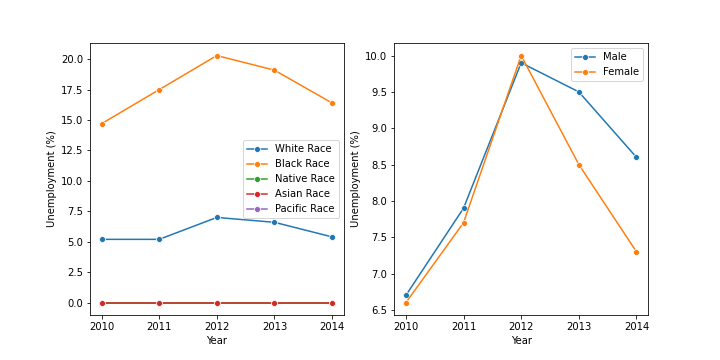 20.0
17.5
15.0
12.5
10.0
7.5
5.0
2.5
0.0
Unemployment (%)
White Race
Black Race
Native Race
Asian Race
Pacific Race
2010 2011 2012 2013 2014
Year
10.0
9.5
9.0
8.5
8.0
7.5
7.0
6.5
Unemployment (%)
Male
Female
2010 2011 2012 2013 2014
Year